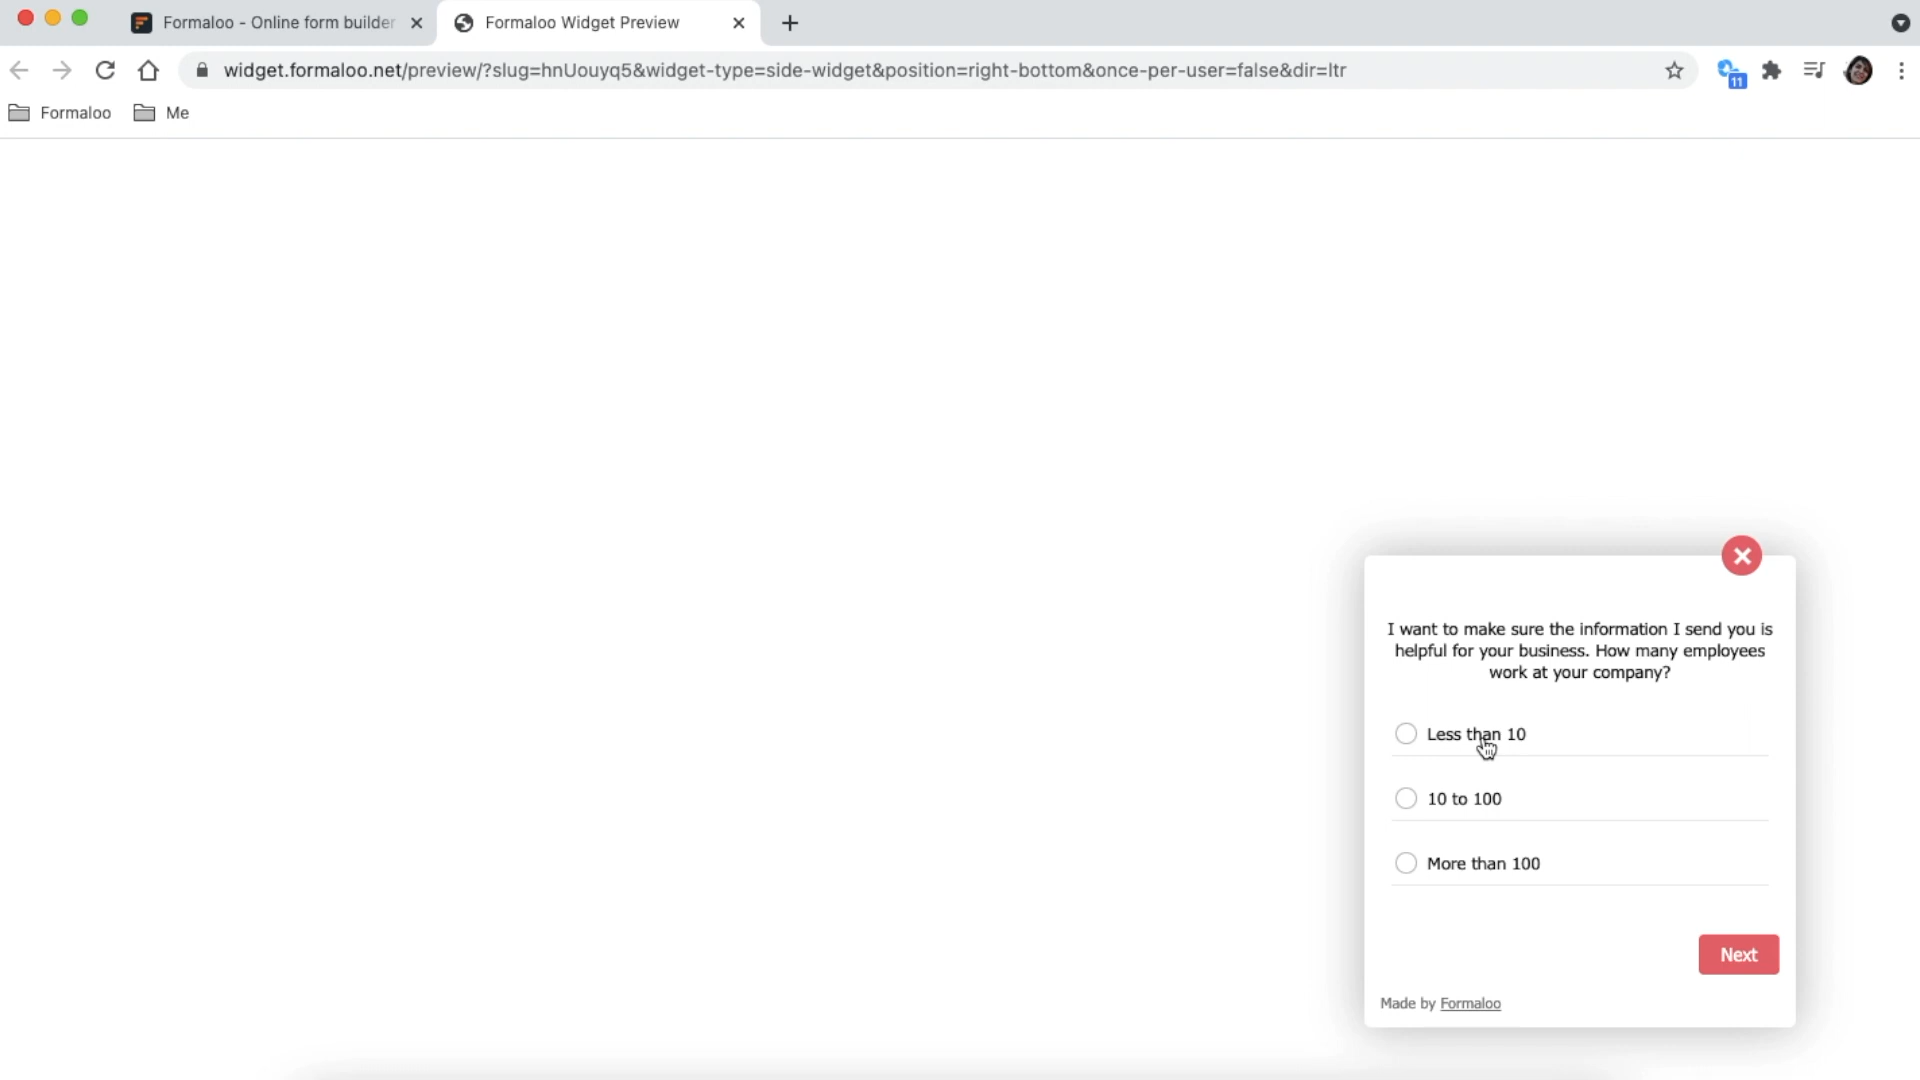 Formaloo - Online form builder
Formaloo Widget Preview
widget.formaloo.net/preview/?slug=hnUouyq5&widget-type=side-widget&position=right-bottom&once-per-user=false&dir=ltr
11
Formaloo
Me
I want to make sure the information I send you is
helpful for your business. How many employees
work at your company?
Less than 10
10 to 100
More than 100
Next
Made by Formaloo